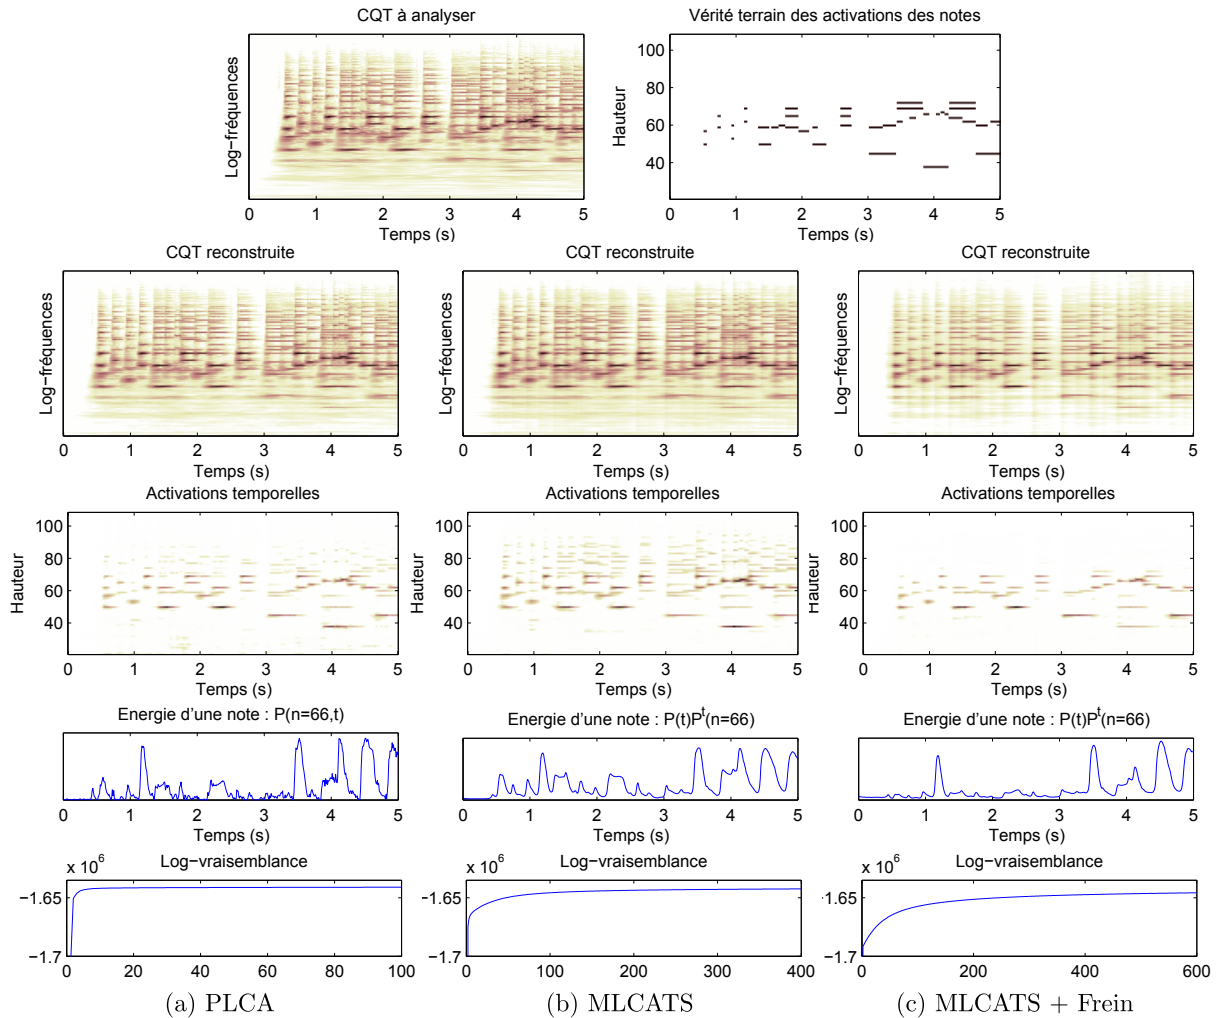 CQT à analyser
Log−fréquences
0 1 2 3 4 5
Temps (s)
Vérité terrain des activations des notes
Hauteur
100
80
60
40
0 1 2 3 4 5
Temps (s)
CQT reconstruite
Log−fréquences
0 1 2 3 4 5
Temps (s)
CQT reconstruite
Log−fréquences
0 1 2 3 4 5
Temps (s)
CQT reconstruite
Log−fréquences
0 1 2 3 4 5
Temps (s)
Activations temporelles
Hauteur
100
80
60
40
0 1 2 3 4 5
Temps (s)
Activations temporelles
Hauteur
100
80
60
40
0 1 2 3 4 5
Temps (s)
Activations temporelles
Hauteur
100
80
60
40
0 1 2 3 4 5
Temps (s)
Energie d'une note : P(n=66,t)
0 1 2 3 4 5
Temps (s)
Energie d'une note : P(t)P^t(n=66)
0 1 2 3 4 5
Temps (s)
Energie d'une note : P(t)P^t(n=66)
0 1 2 3 4 5
Temps (s)
x 10^6
Log−vraisemblance
−1.65
−1.7
0 20 40 60 80 100
x 10^6
Log−vraisemblance
−1.65
−1.7
0 100 200 300 400
x 10^6
Log−vraisemblance
−1.65
−1.7
0 200 400 600
(a) PLCA
(b) MLCATS
(c) MLCATS + Frein